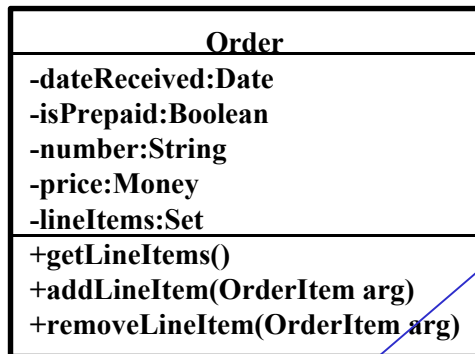 Order
-dateReceived:Date
-isPrepaid:Boolean
-number:String
-price:Money
-lineItems:Set
+getLineItems()
+addLineItem(OrderItem arg)
+removeLineItem(OrderItem arg)